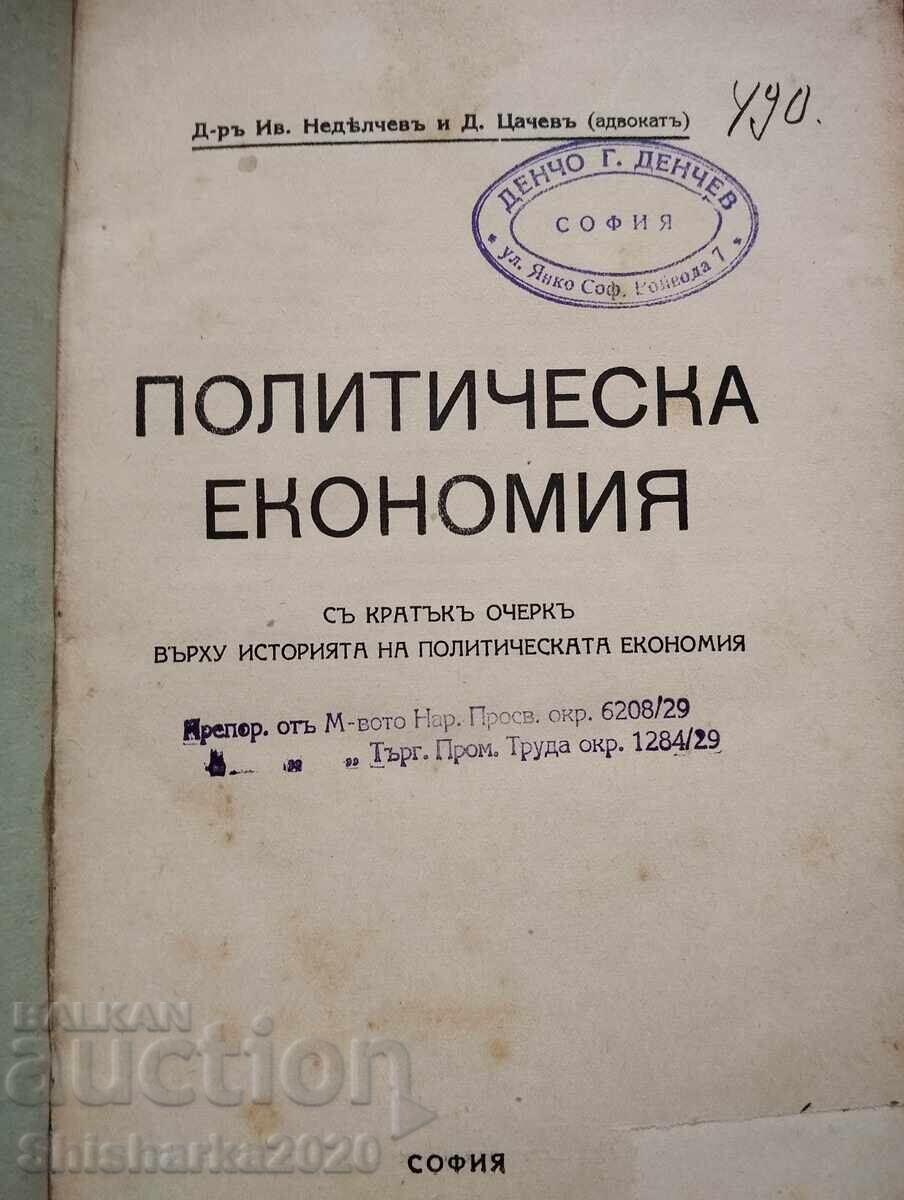 Д-ръ Ив. Недѣлчевъ и Д. Цачевъ (адвокатъ)
490.
ДЕНЧО Г. ДЕНЧЕВ
СОФИЯ
* ул. Янко Соф. Войвода 7 *
ПОЛИТИЧЕСКА
ЕКОНОМИЯ
СЪ КРАТЪКЪ ОЧЕРКЪ
ВЪРХУ ИСТОРИЯТА НА ПОЛИТИЧЕСКАТА ЕКОНОМИЯ
Препор. отъ М-вото Нар. Просв. окр. 6208/29
„ „ Търг. Пром. Труда окр. 1284/29
BALKAN
auction
Shisharka2020
СОФИЯ